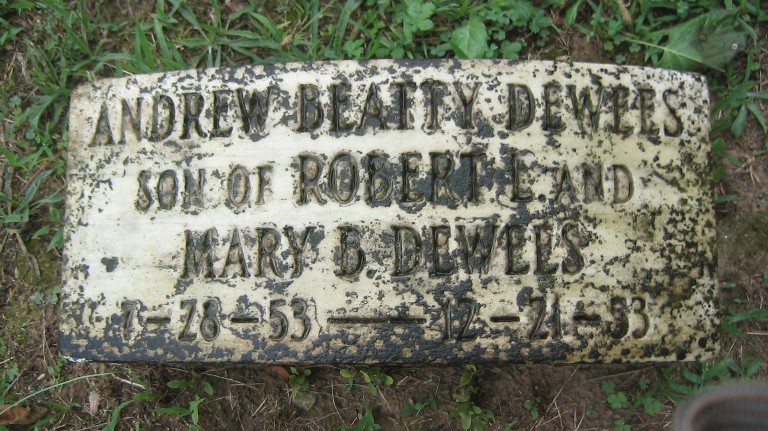 ANDREW BEATTY DEWEES
SON OF ROBERT E. AND
MARY B. DEWEES
7-28-53 — 12-21-53